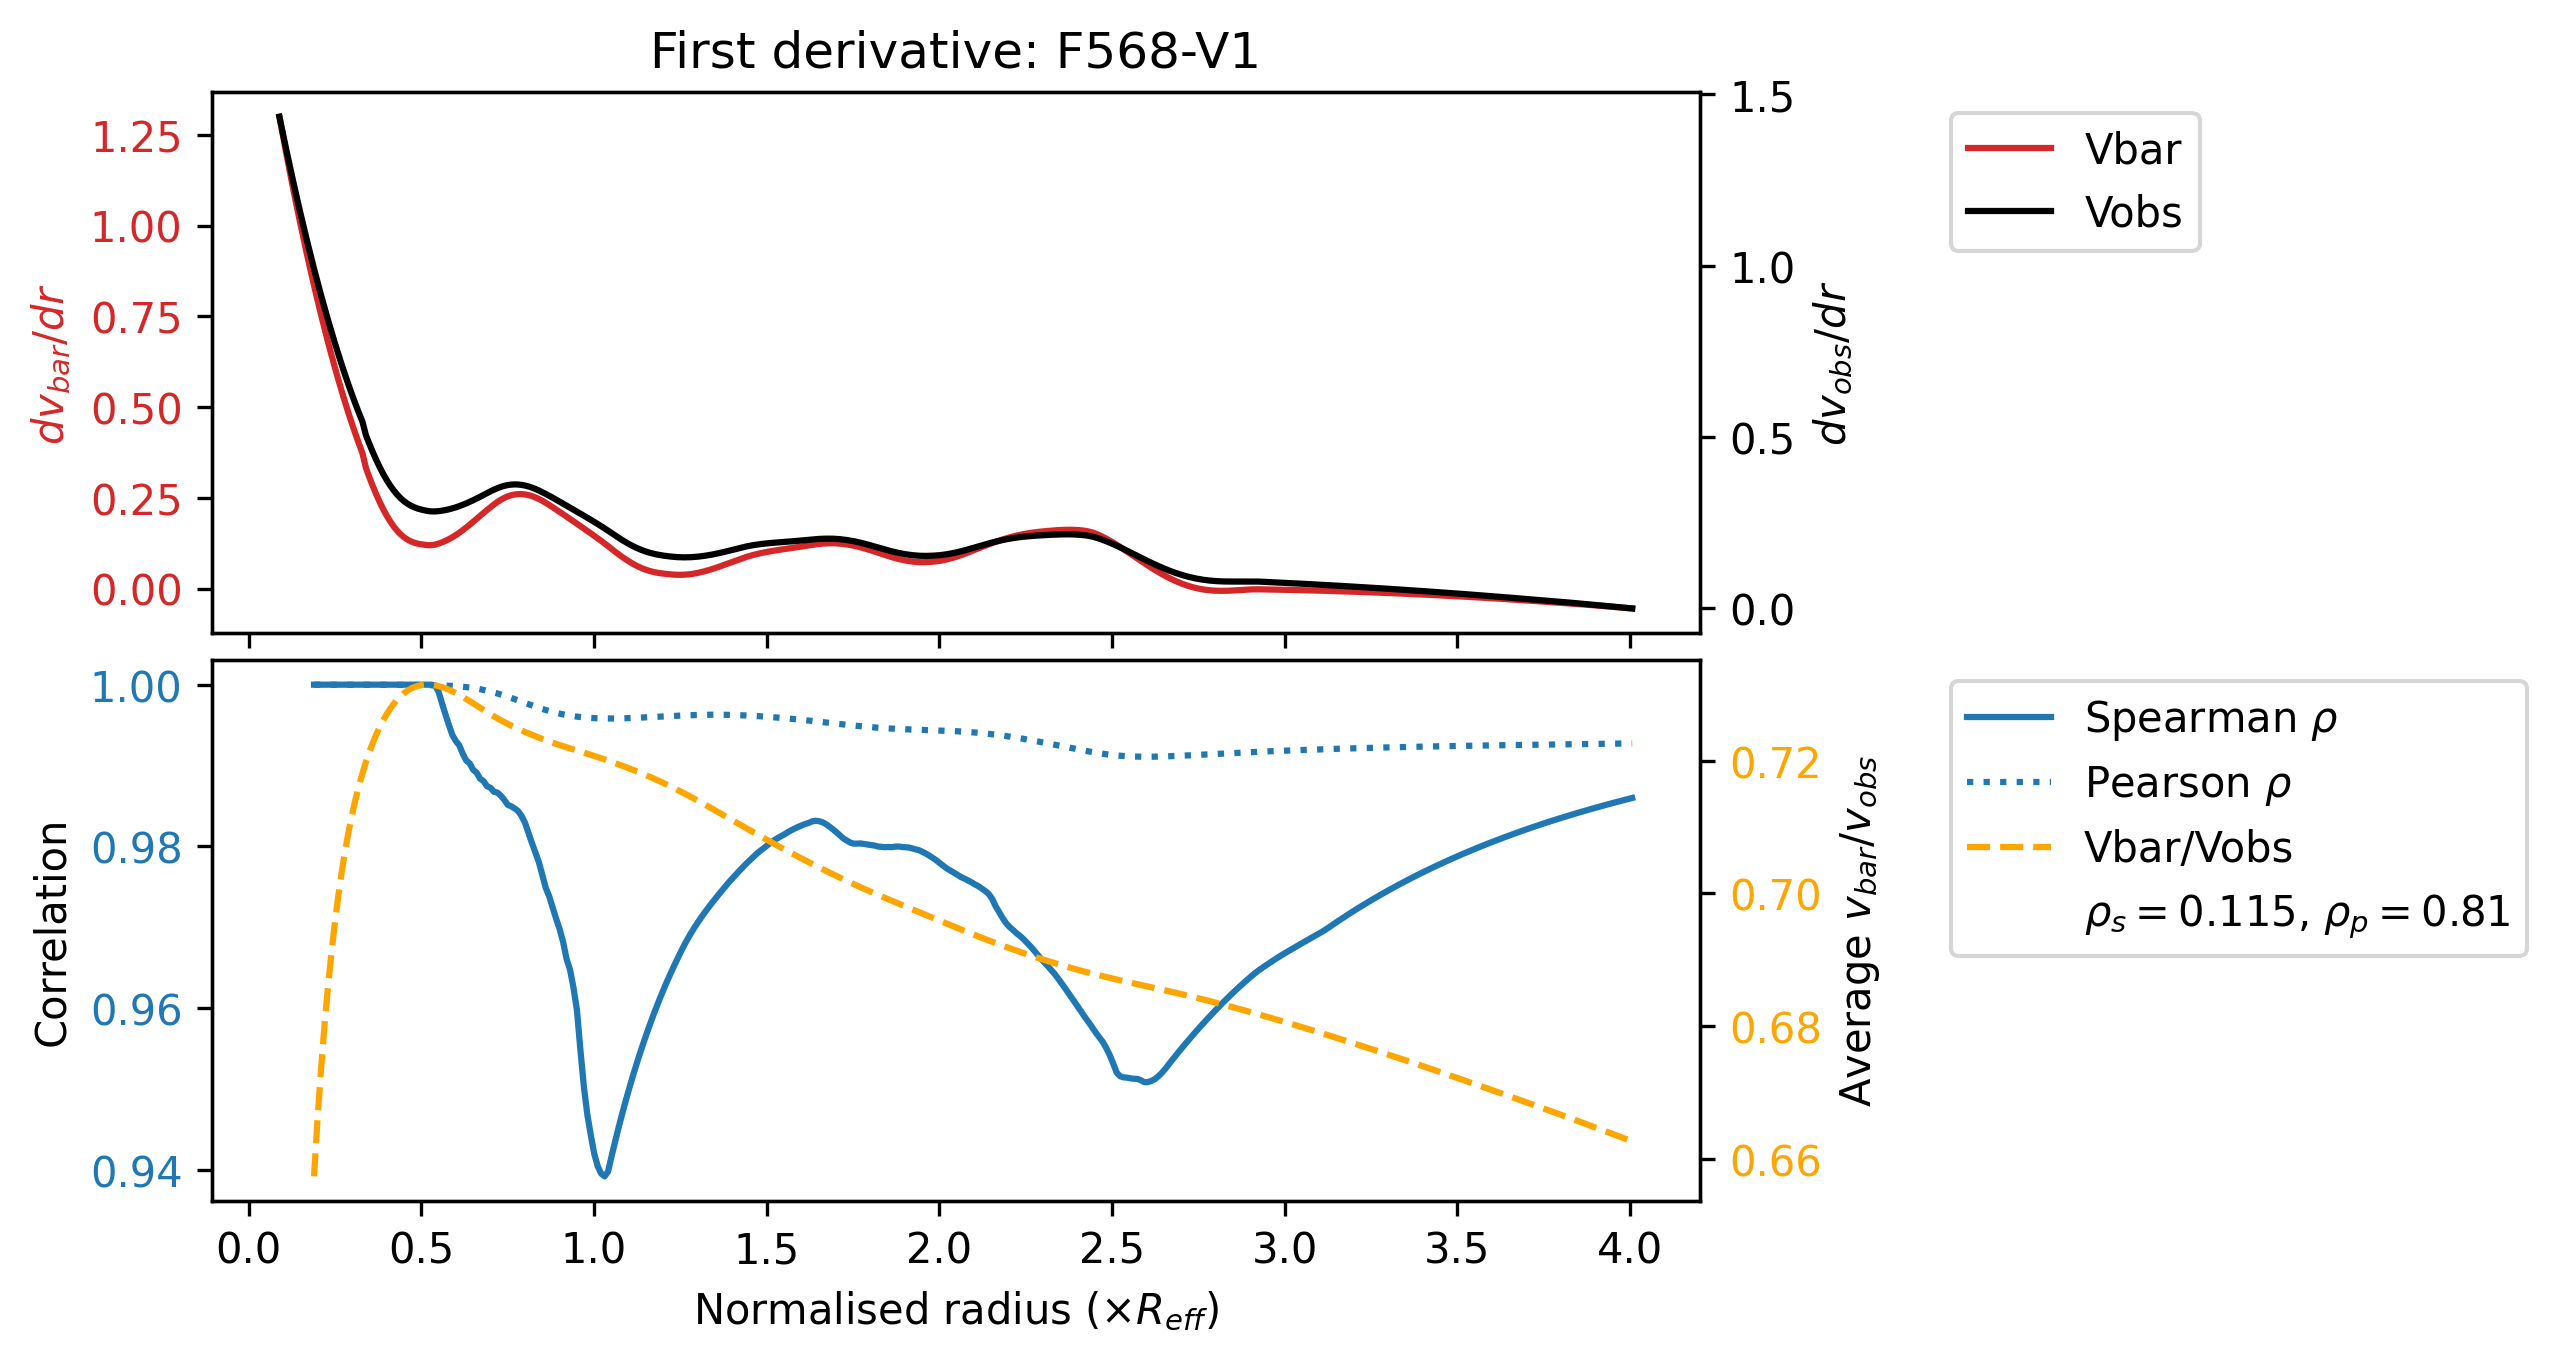 First derivative: F568-V1
1.25
1.00
0.75
0.50
0.25
0.00
dv_bar/dr
1.5
1.0
0.5
0.0
dv_obs/dr
Vbar
Vobs
1.00
0.98
0.96
0.94
Correlation
0.72
0.70
0.68
0.66
Average v_bar/v_obs
Spearman ρ
Pearson ρ
Vbar/Vobs
ρ_s = 0.115, ρ_p = 0.81
0.0 0.5 1.0 1.5 2.0 2.5 3.0 3.5 4.0
Normalised radius (×R_eff)